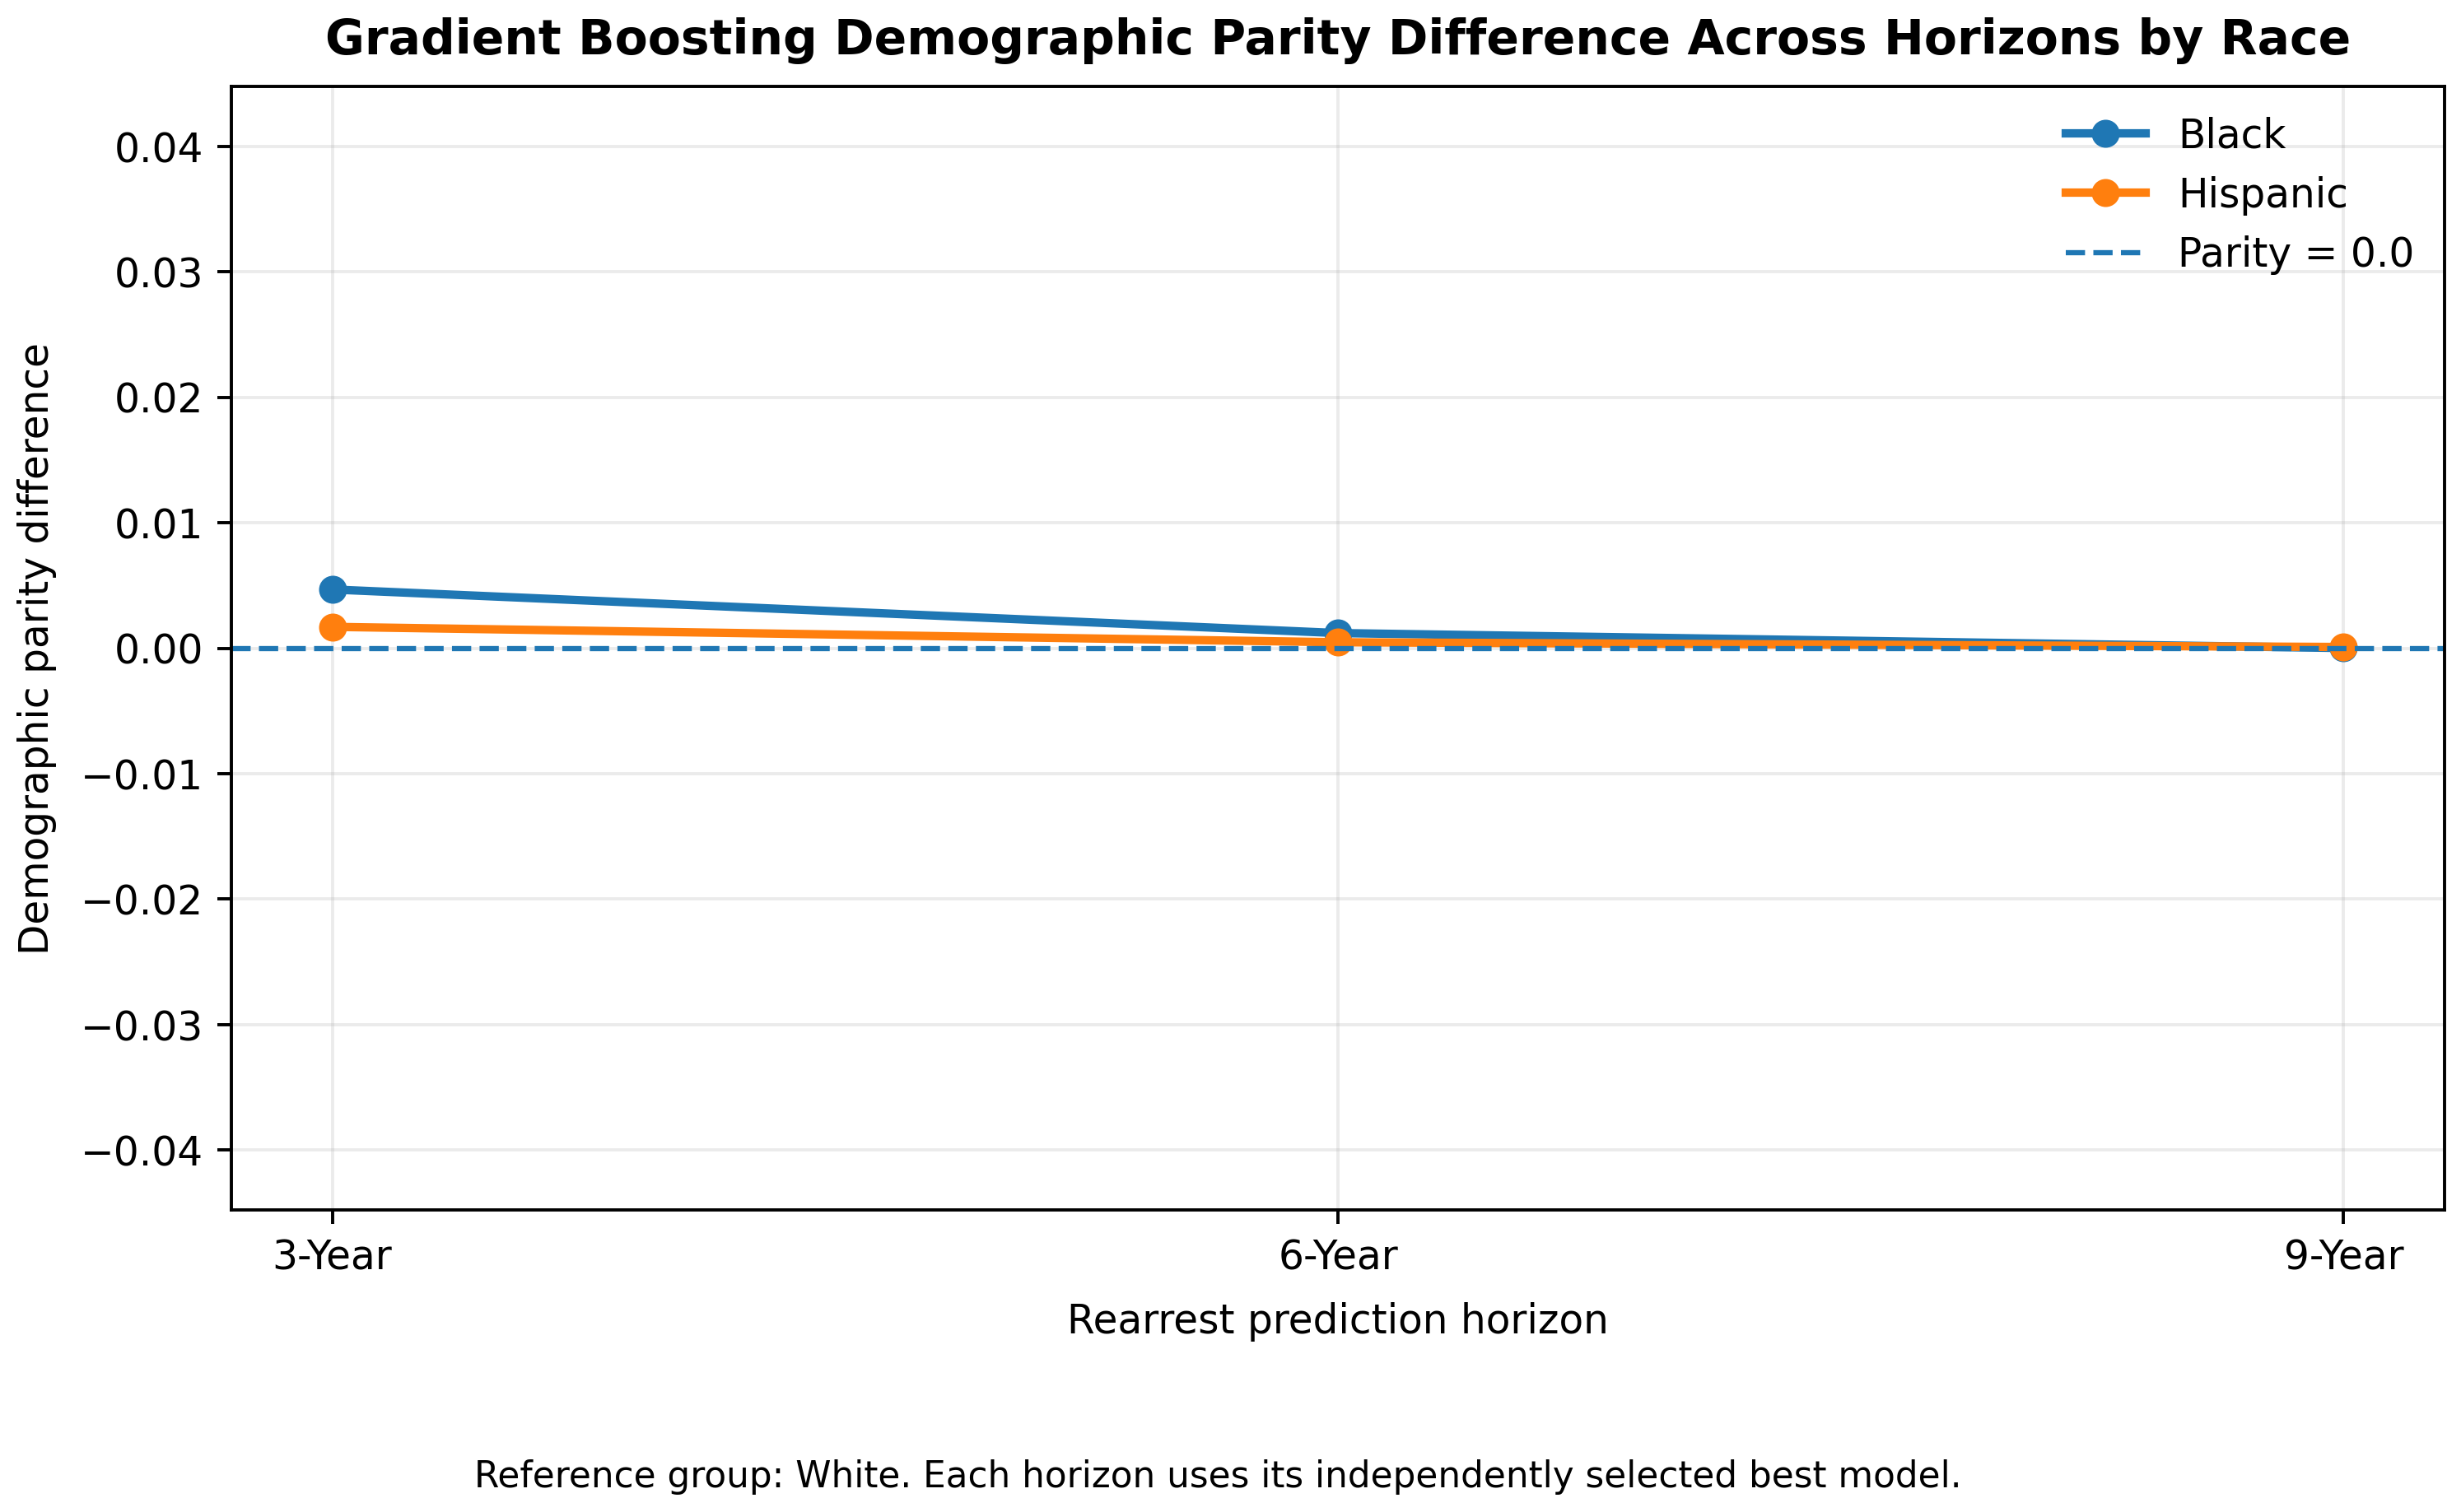 Gradient Boosting Demographic Parity Difference Across Horizons by Race
Black
Hispanic
Parity = 0.0
Demographic parity difference
0.04
0.03
0.02
0.01
0.00
−0.01
−0.02
−0.03
−0.04
3-Year
6-Year
9-Year
Rearrest prediction horizon
Reference group: White. Each horizon uses its independently selected best model.